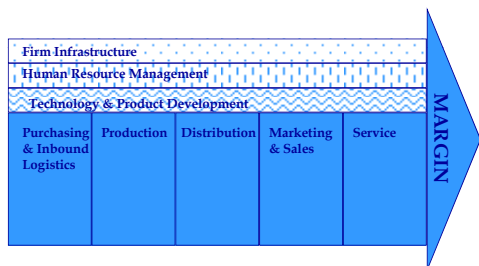 Firm Infrastructure
Human Resource Management
Technology & Product Development
Purchasing
& Inbound
Logistics
Production
Distribution
Marketing
& Sales
Service
MARGIN